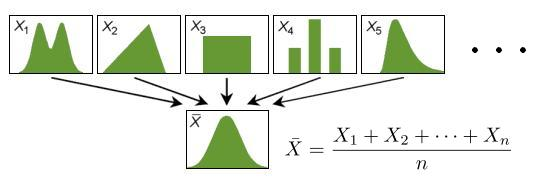 X₁ X₂ X₃ X₄ X₅ • • •
X̄
X̄ = (X₁ + X₂ + ⋯ + Xₙ) / n